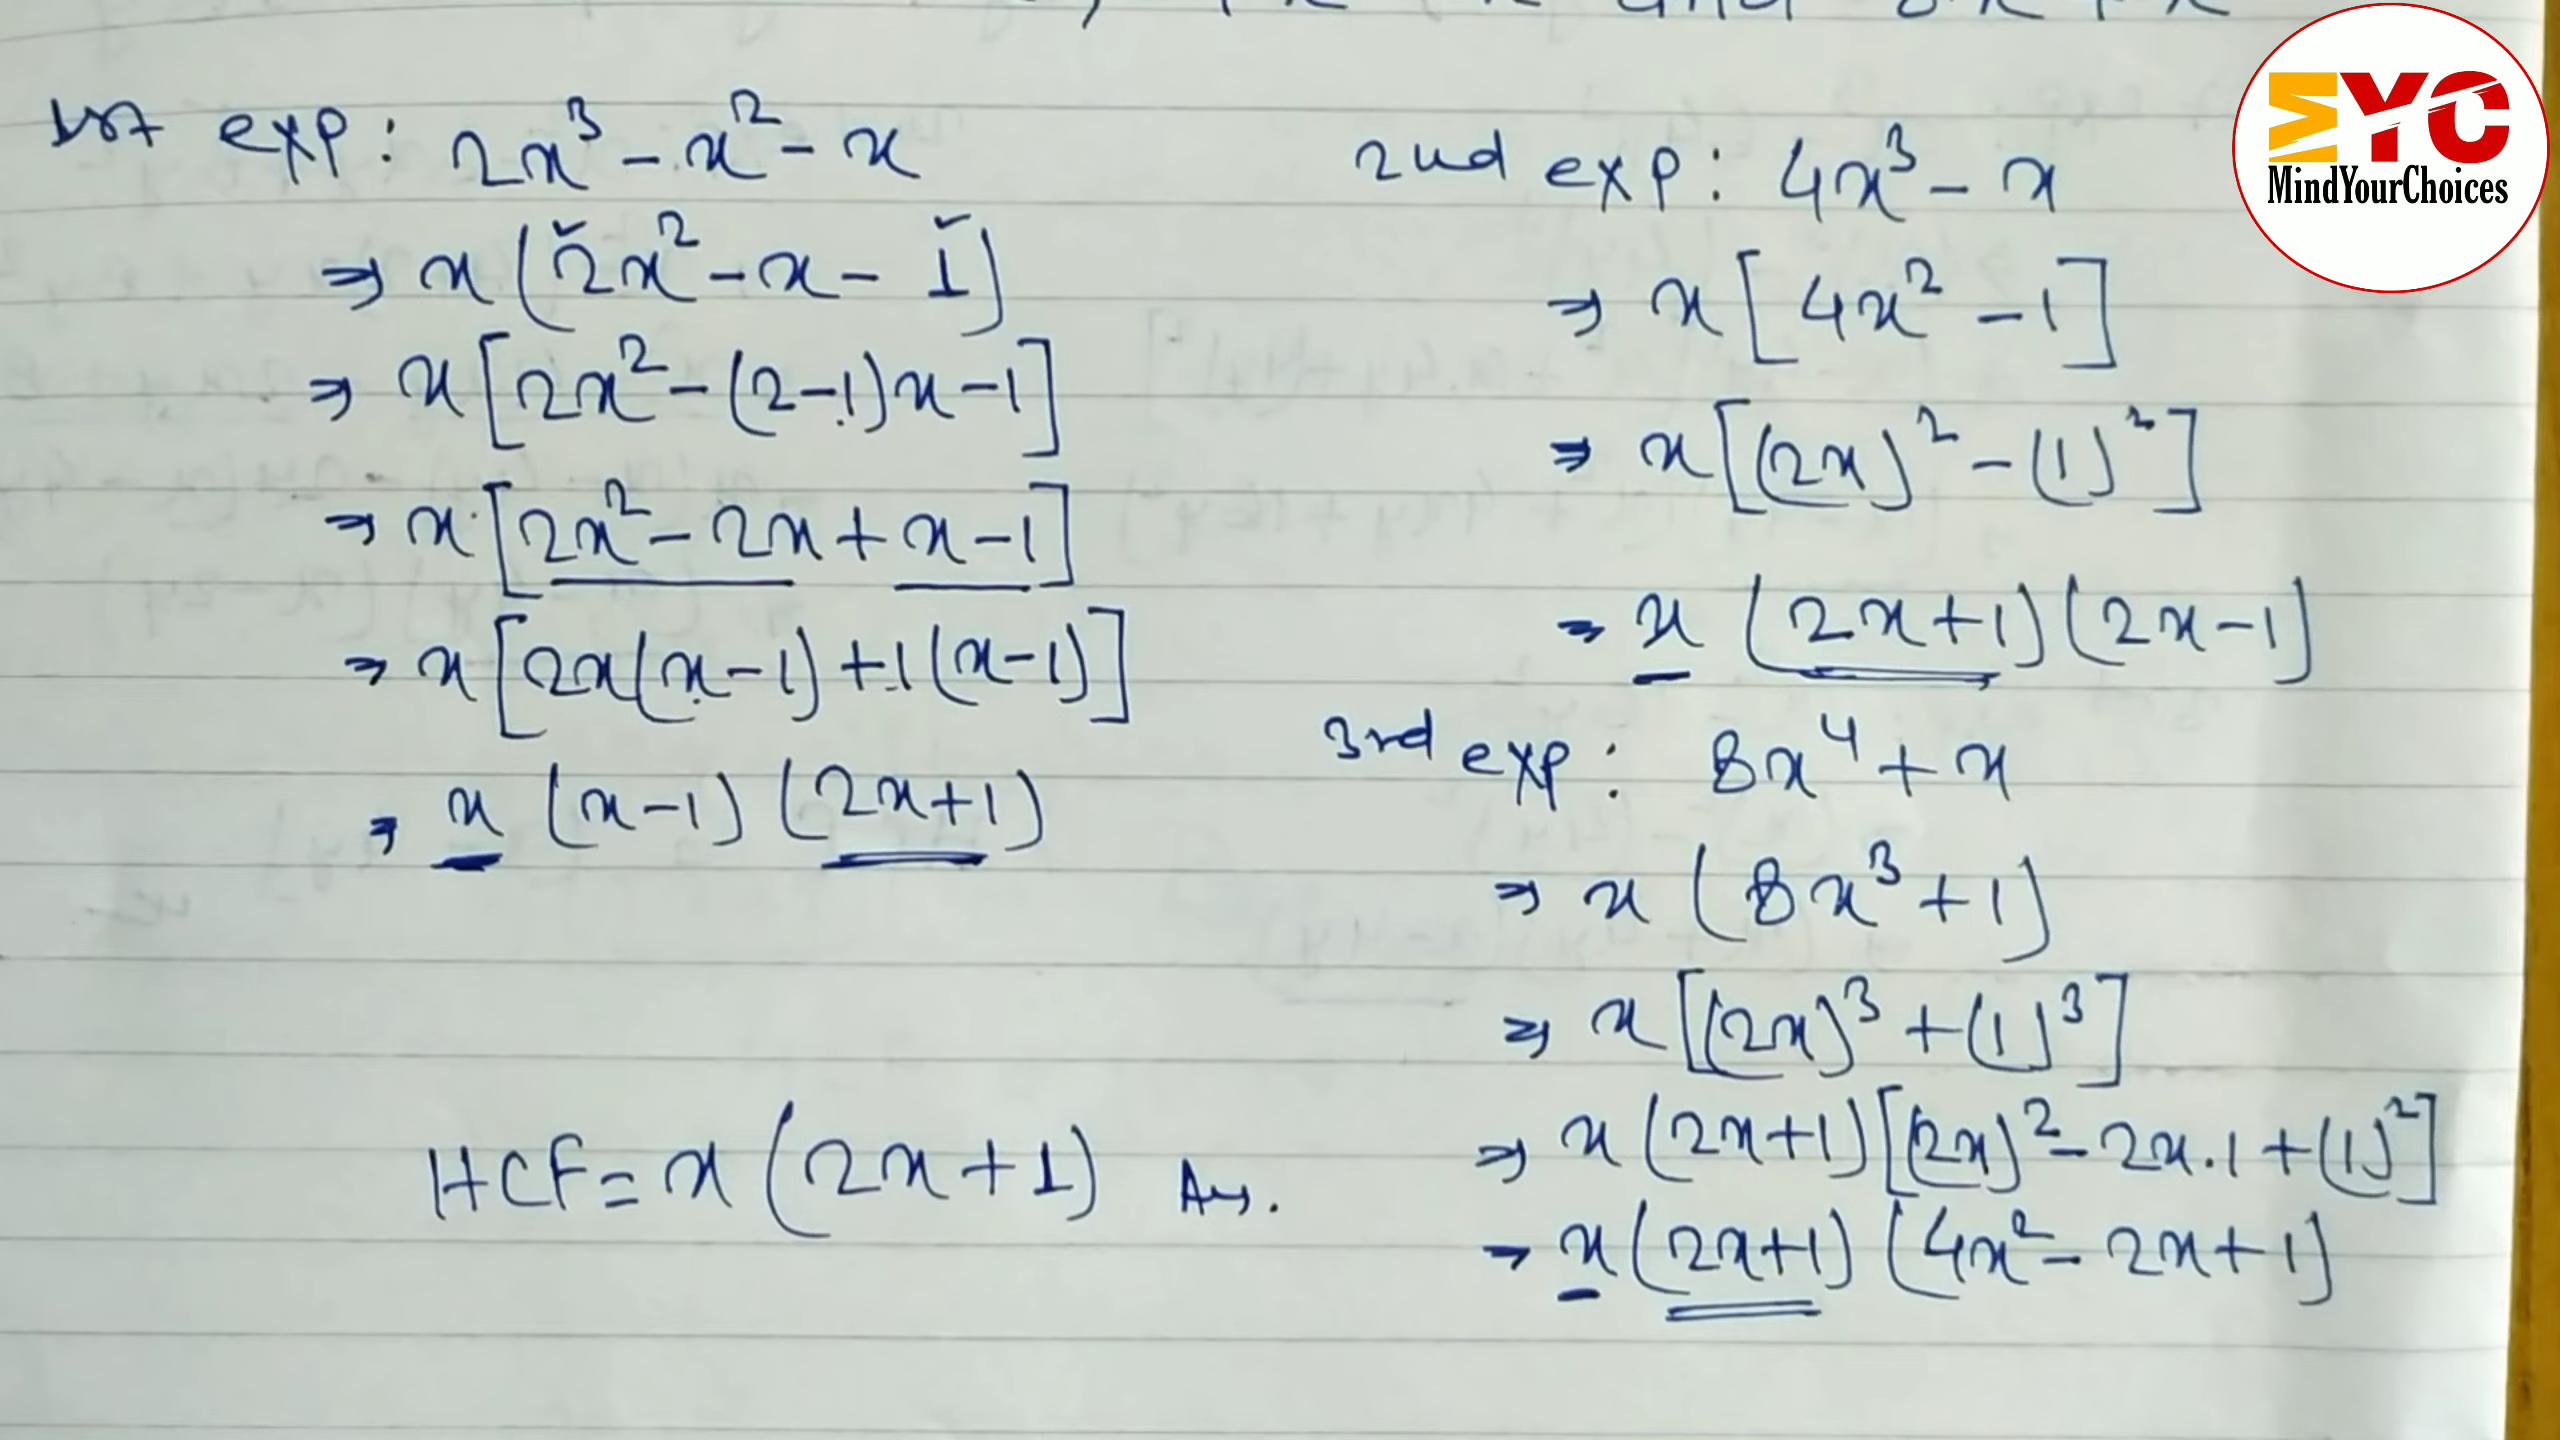 and
MYC
MindYourChoices
1st exp: 2x³ - x² - x
⇒ x(2x² - x - 1)
⇒ x[2x² - (2-1)x - 1]
⇒ x[2x² - 2x + x - 1]
⇒ x[2x(x-1) + 1(x-1)]
⇒ x (x-1) (2x+1)
2nd exp: 4x³ - x
⇒ x[4x² - 1]
⇒ x[(2x)² - (1)²]
⇒ x (2x+1)(2x-1)
3rd exp: 8x⁴ + x
⇒ x (8x³ + 1)
⇒ x[(2x)³ + (1)³]
⇒ x(2x+1)[(2x)² - 2x.1 + (1)²]
⇒ x(2x+1) (4x² - 2x + 1)
HCF = x(2x+1) Ans.